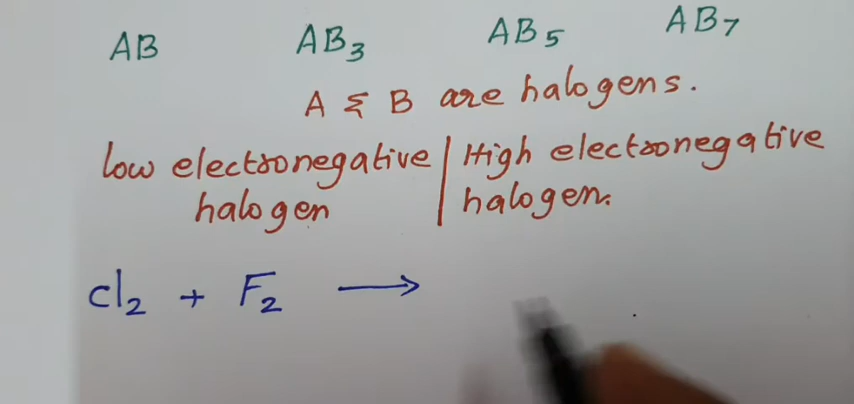 AB AB₃ AB₅ AB₇
A & B are halogens.
low electronegative | High electronegative
halogen | halogen.
Cl₂ + F₂ →